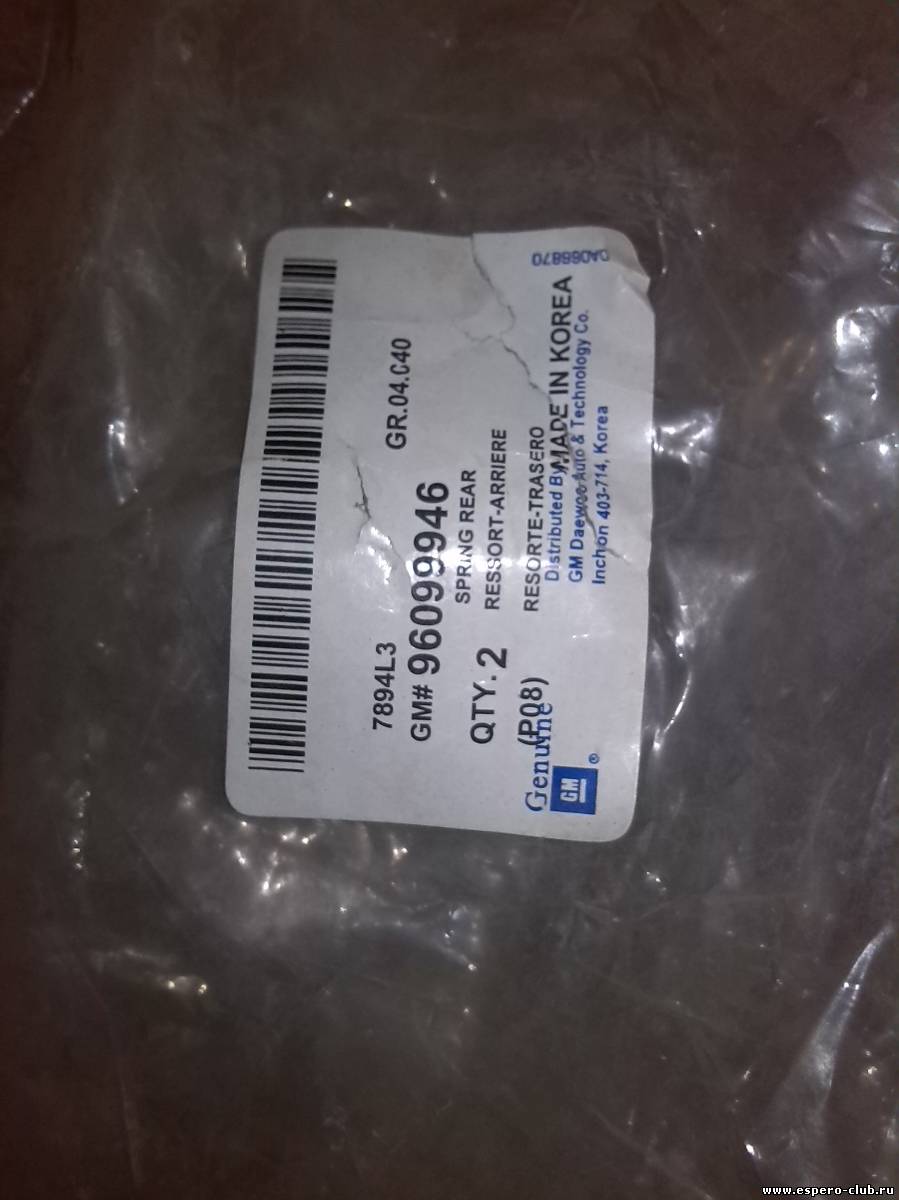 7894L3 GR.04.C40
GM# 96099946
SPRING REAR
QTY. 2 RESSORT-ARRIERE
(P08) RESORTE-TRASERO
MADE IN KOREA
Genuine
GM ®
Distributed By
GM Daewoo Auto & Technology Co.
Inchon 403-714, Korea
DA066870
www.espero-club.ru